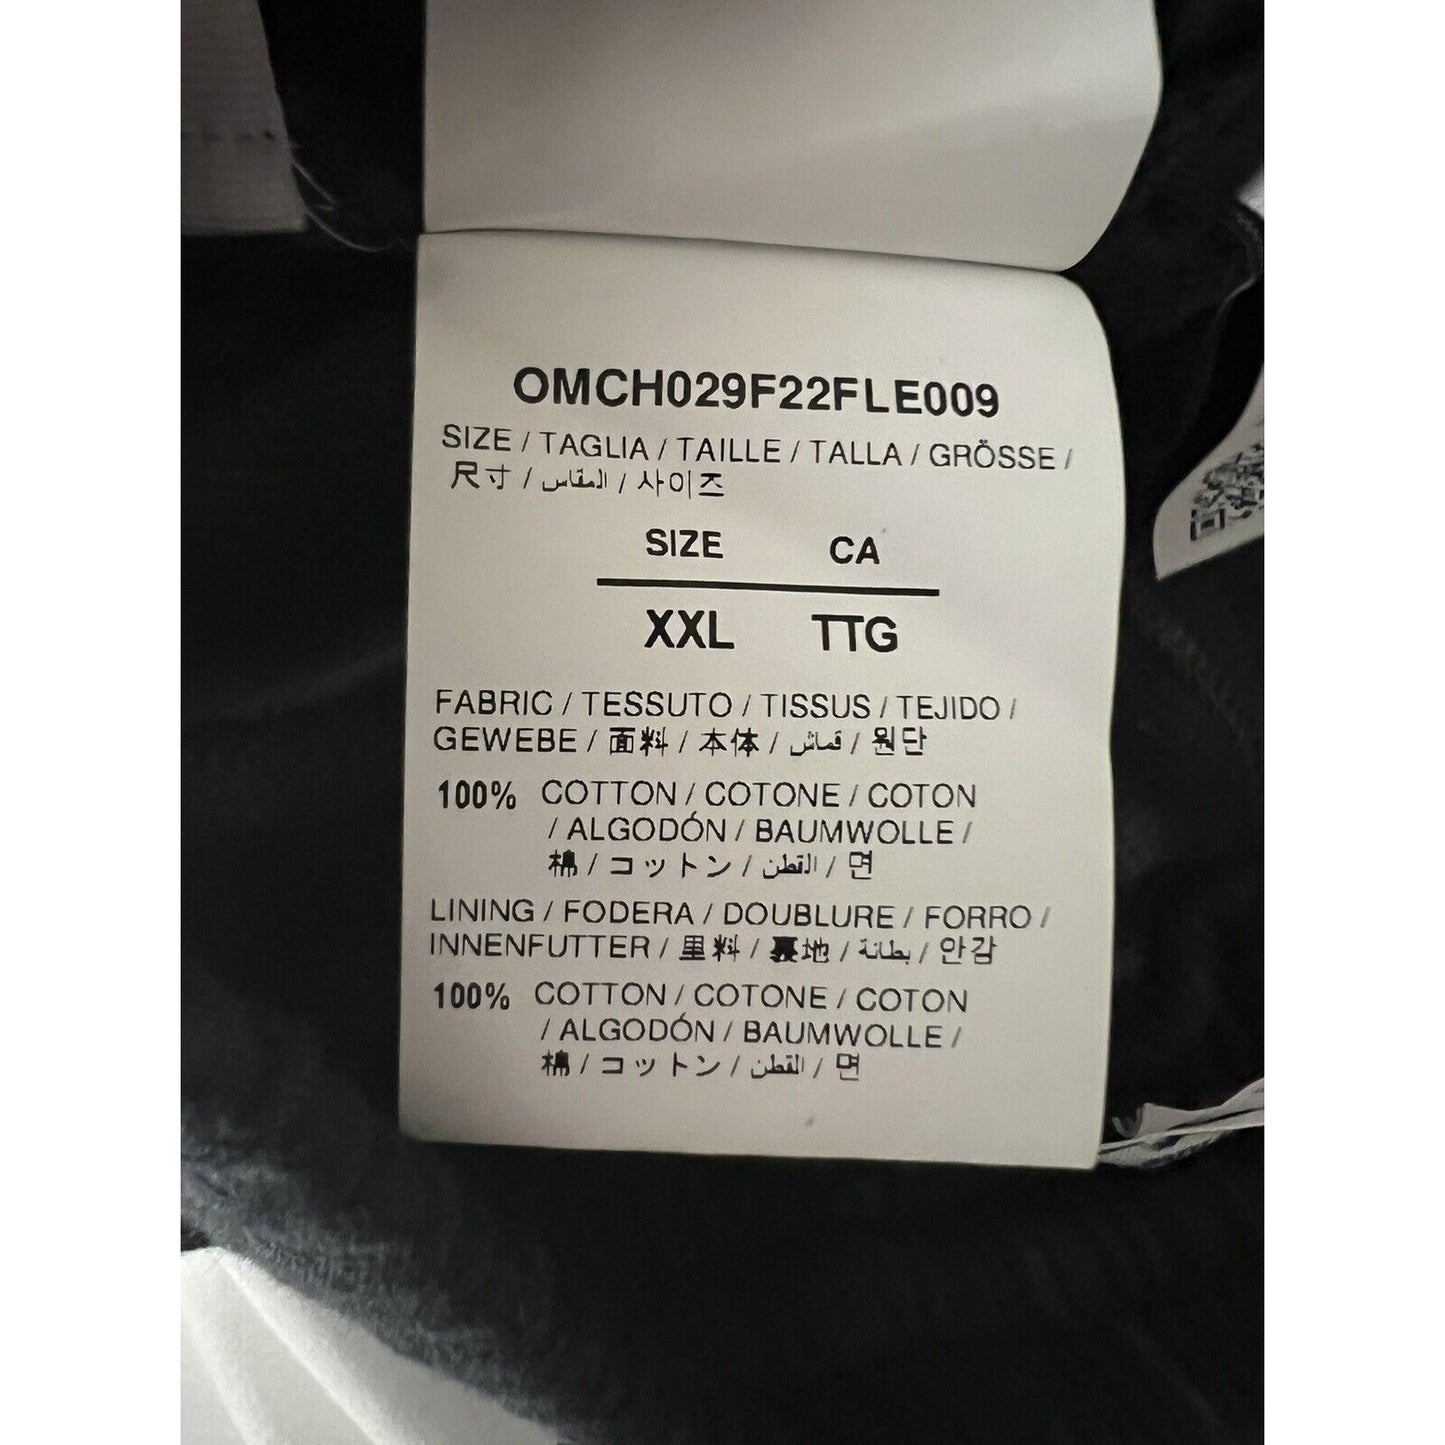 OMCH029F22FLE009
SIZE / TAGLIA / TAILLE / TALLA / GRÖSSE /
尺寸 / المقاس / 사이즈
SIZE CA
XXL TTG
FABRIC / TESSUTO / TISSUS / TEJIDO /
GEWEBE / 面料 / 本体 / قماش / 원단
100% COTTON / COTONE / COTON
/ ALGODÓN / BAUMWOLLE /
棉 / コットン / القطن / 면
LINING / FODERA / DOUBLURE / FORRO /
INNENFUTTER / 里料 / 裏地 / بطانة / 안감
100% COTTON / COTONE / COTON
/ ALGODÓN / BAUMWOLLE /
棉 / コットン / القطن / 면